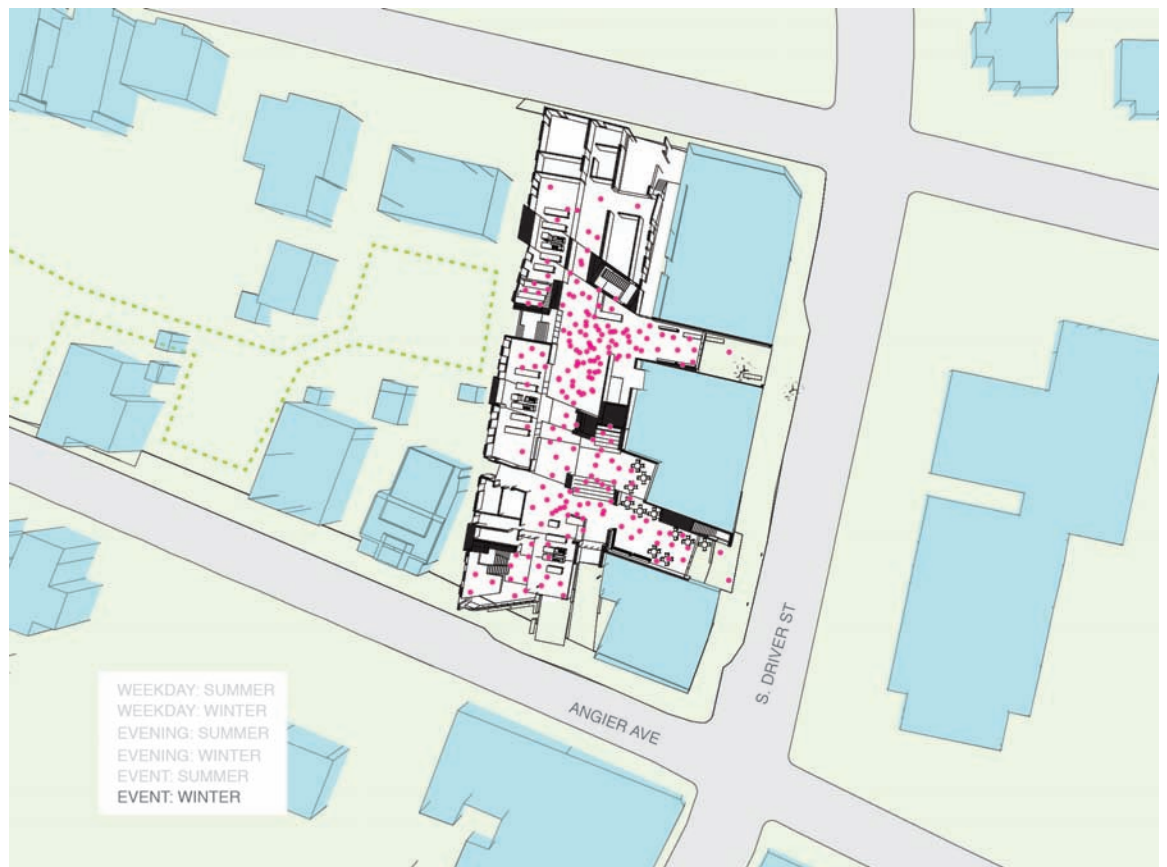 S. DRIVER ST
ANGIER AVE
WEEKDAY: SUMMER
WEEKDAY: WINTER
EVENING: SUMMER
EVENING: WINTER
EVENT: SUMMER
EVENT: WINTER